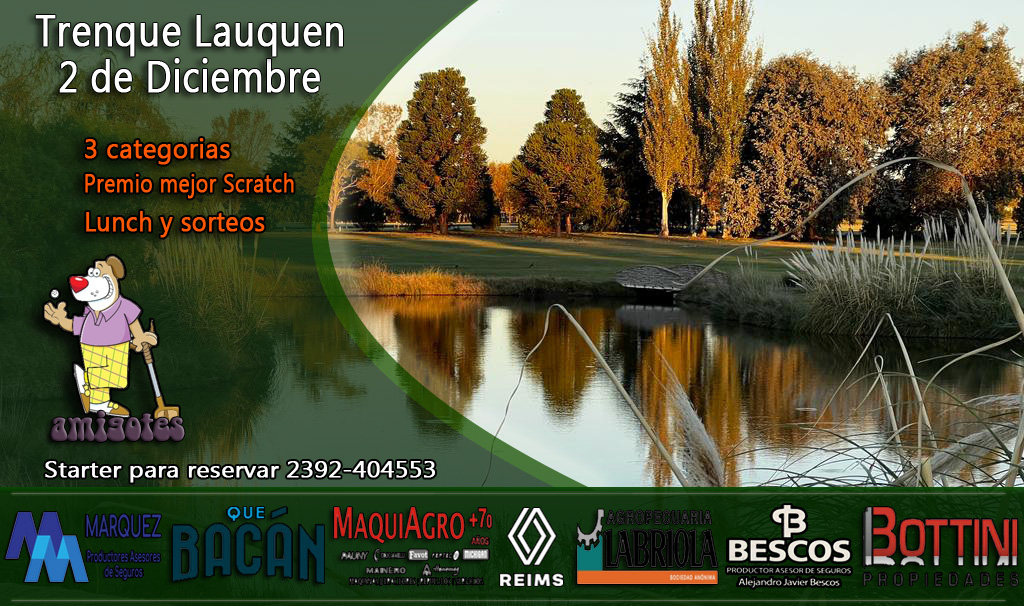 Trenque Lauquen
2 de Diciembre
3 categorias
Premio mejor Scratch
Lunch y sorteos
amigotes
Starter para reservar 2392-404553
MARQUEZ
Productores Asesores
de Seguros
QUE
BACÁN
MAQUIAGRO +70
AÑOS
MAINERO
REIMS
AGROPECUARIA
LABRIOLA
SOCIEDAD ANÓNIMA
BESCOS
PRODUCTOR ASESOR DE SEGUROS
Alejandro Javier Bescos
BOTTINI
PROPIEDADES